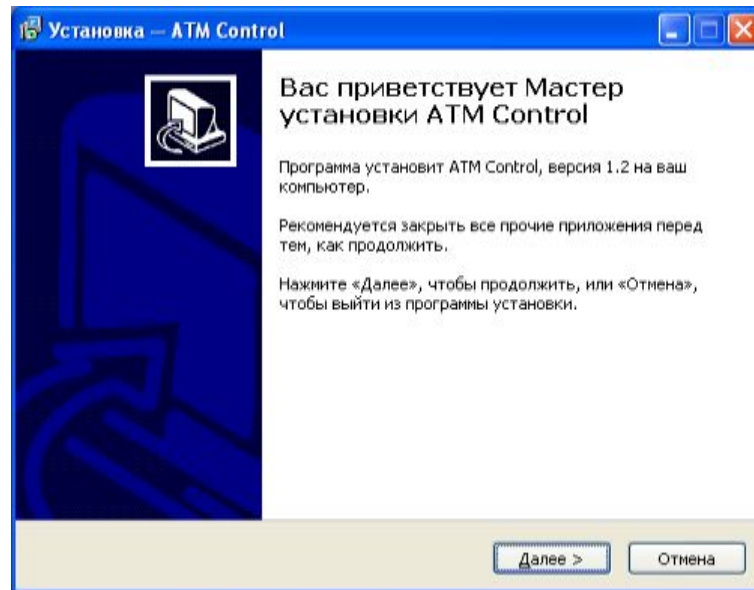 Установка — ATM Control
Вас приветствует Мастер
установки ATM Control
Программа установит ATM Control, версия 1.2 на ваш
компьютер.
Рекомендуется закрыть все прочие приложения перед
тем, как продолжить.
Нажмите «Далее», чтобы продолжить, или «Отмена»,
чтобы выйти из программы установки.
Далее >
Отмена